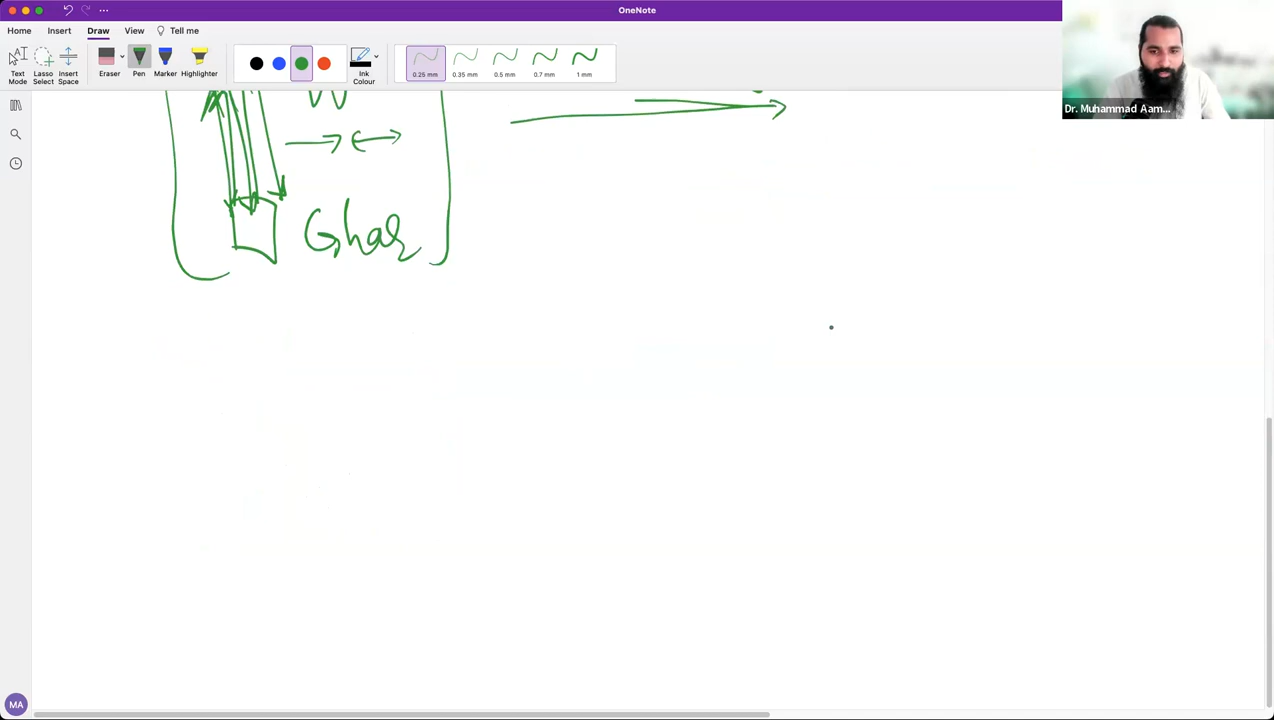 OneNote
Home Insert Draw View Tell me
Text Mode
Lasso Select
Insert Space
Eraser
Pen
Marker
Highlighter
Ink Colour
0.25 mm
0.35 mm
0.5 mm
0.7 mm
1 mm
Dr. Muhammad Aam...
Ghar
MA